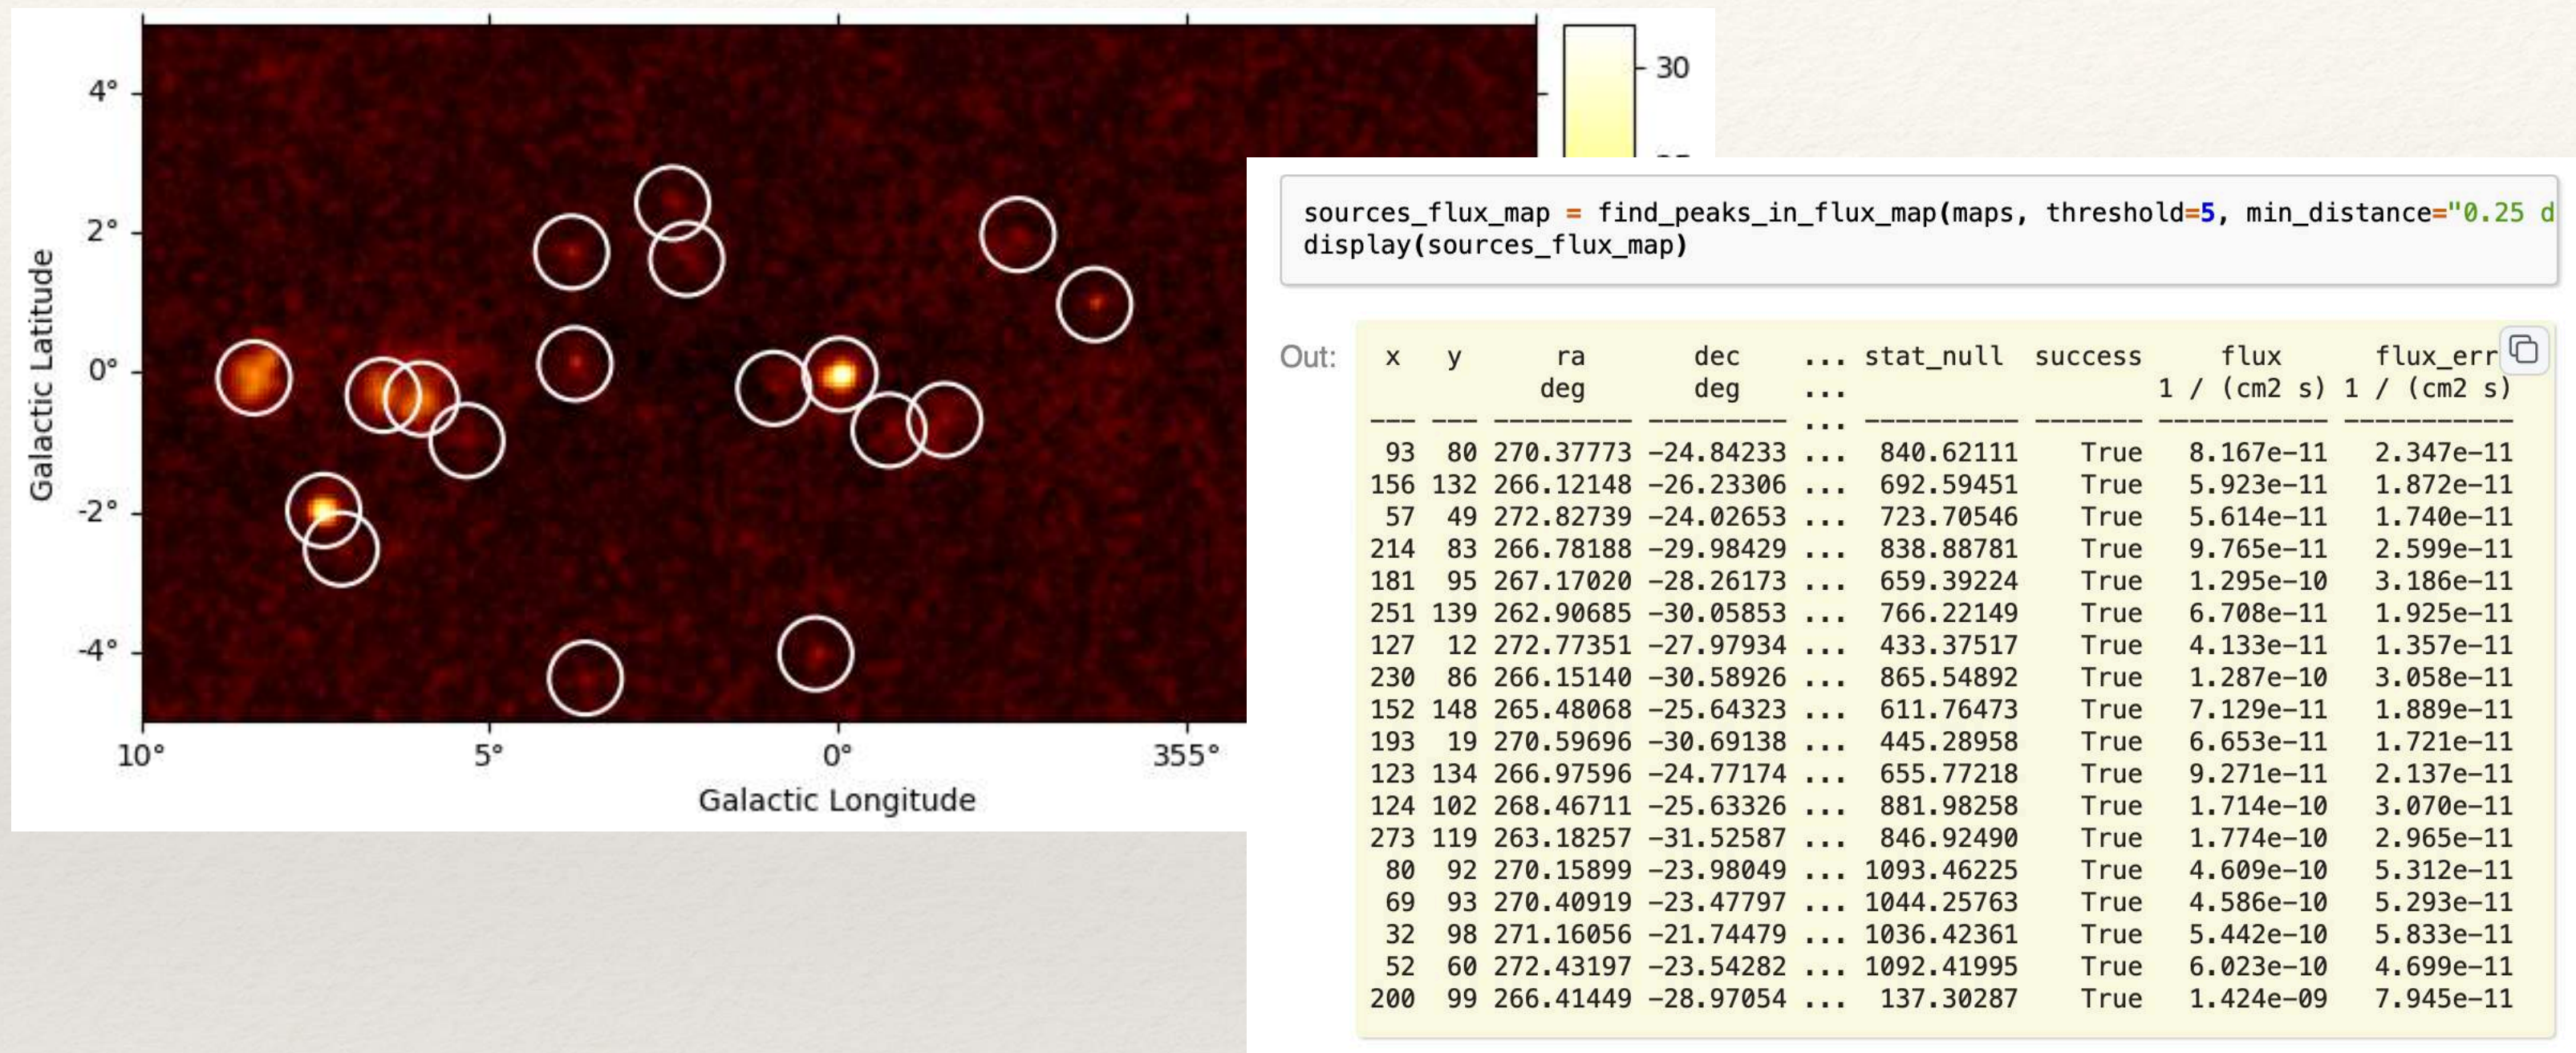 4°
2°
0°
-2°
-4°
Galactic Latitude
10°
5°
0°
355°
Galactic Longitude
30
sources_flux_map = find_peaks_in_flux_map(maps, threshold=5, min_distance="0.25 d
display(sources_flux_map)
Out:
x y ra dec ... stat_null success flux flux_err
deg deg ... 1 / (cm2 s) 1 / (cm2 s)
--- --- --------- --------- ... ---------- ------- ----------- -----------
93 80 270.37773 -24.84233 ... 840.62111 True 8.167e-11 2.347e-11
156 132 266.12148 -26.23306 ... 692.59451 True 5.923e-11 1.872e-11
57 49 272.82739 -24.02653 ... 723.70546 True 5.614e-11 1.740e-11
214 83 266.78188 -29.98429 ... 838.88781 True 9.765e-11 2.599e-11
181 95 267.17020 -28.26173 ... 659.39224 True 1.295e-10 3.186e-11
251 139 262.90685 -30.05853 ... 766.22149 True 6.708e-11 1.925e-11
127 12 272.77351 -27.97934 ... 433.37517 True 4.133e-11 1.357e-11
230 86 266.15140 -30.58926 ... 865.54892 True 1.287e-10 3.058e-11
152 148 265.48068 -25.64323 ... 611.76473 True 7.129e-11 1.889e-11
193 19 270.59696 -30.69138 ... 445.28958 True 6.653e-11 1.721e-11
123 134 266.97596 -24.77174 ... 655.77218 True 9.271e-11 2.137e-11
124 102 268.46711 -25.63326 ... 881.98258 True 1.714e-10 3.070e-11
273 119 263.18257 -31.52587 ... 846.92490 True 1.774e-10 2.965e-11
80 92 270.15899 -23.98049 ... 1093.46225 True 4.609e-10 5.312e-11
69 93 270.40919 -23.47797 ... 1044.25763 True 4.586e-10 5.293e-11
32 98 271.16056 -21.74479 ... 1036.42361 True 5.442e-10 5.833e-11
52 60 272.43197 -23.54282 ... 1092.41995 True 6.023e-10 4.699e-11
200 99 266.41449 -28.97054 ... 137.30287 True 1.424e-09 7.945e-11